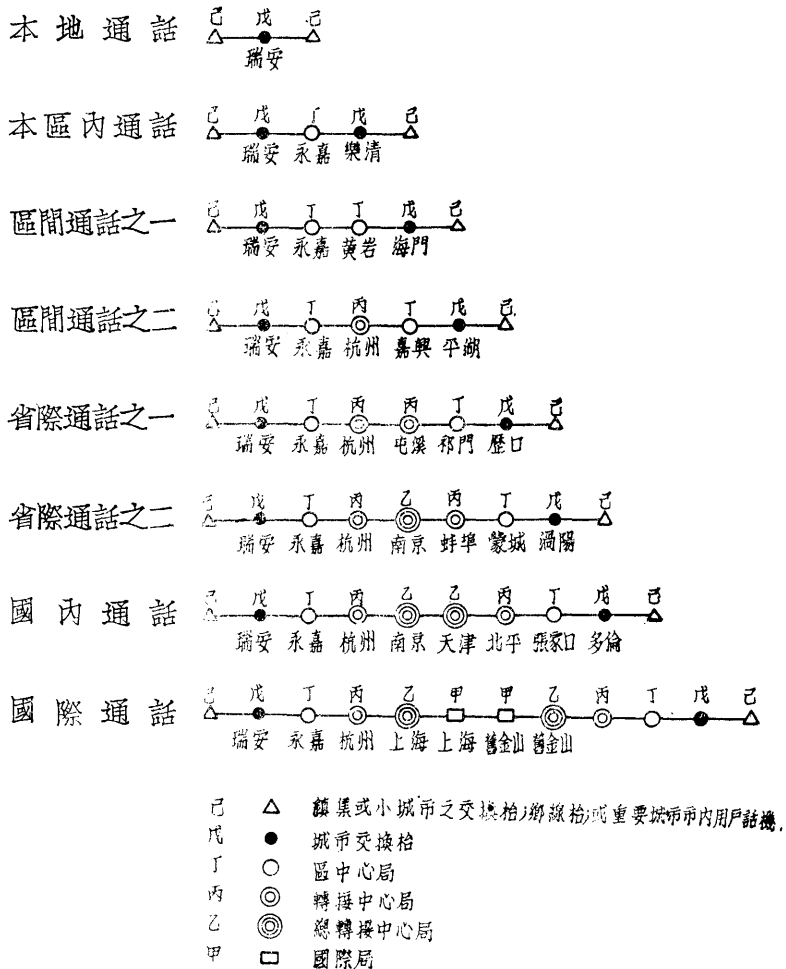 本地通話
己 戊 己
瑞安
本區內通話
己 戊 丁 戊 己
瑞安 永嘉 樂清
區間通話之一
己 戊 丁 丁 戊 己
瑞安 永嘉 黃岩 海門
區間通話之二
己 戊 丁 丙 丁 戊 己
瑞安 永嘉 杭州 嘉興 平湖
省際通話之一
己 戊 丁 丙 丙 丁 戊 己
瑞安 永嘉 杭州 屯溪 祁門 歷口
省際通話之二
己 戊 丁 丙 乙 丙 丁 戊 己
瑞安 永嘉 杭州 南京 蚌埠 蒙城 渦陽
國內通話
己 戊 丁 丙 乙 乙 丙 丁 戊 己
瑞安 永嘉 杭州 南京 天津 北平 張家口 多倫
國際通話
己 戊 丁 丙 乙 甲 甲 乙 丙 丁 戊 己
瑞安 永嘉 杭州 上海 上海 舊金山 舊金山
己 鎮集或小城市之交換枱,鄉線枱,或重要城市市內用戶話機.
戊 城市交換枱
丁 區中心局
丙 轉接中心局
乙 總轉接中心局
甲 國際局